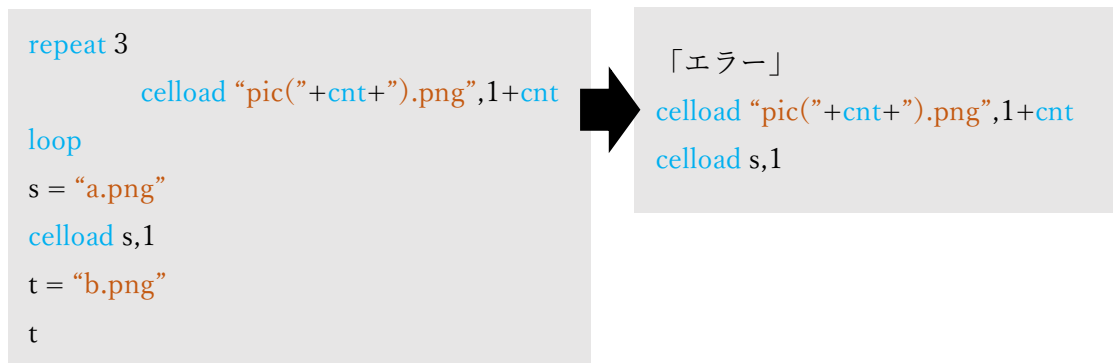 repeat 3
celload “pic(”+cnt+”).png”,1+cnt
loop
s = “a.png”
celload s,1
t = “b.png”
t
「エラー」
celload “pic(”+cnt+”).png”,1+cnt
celload s,1